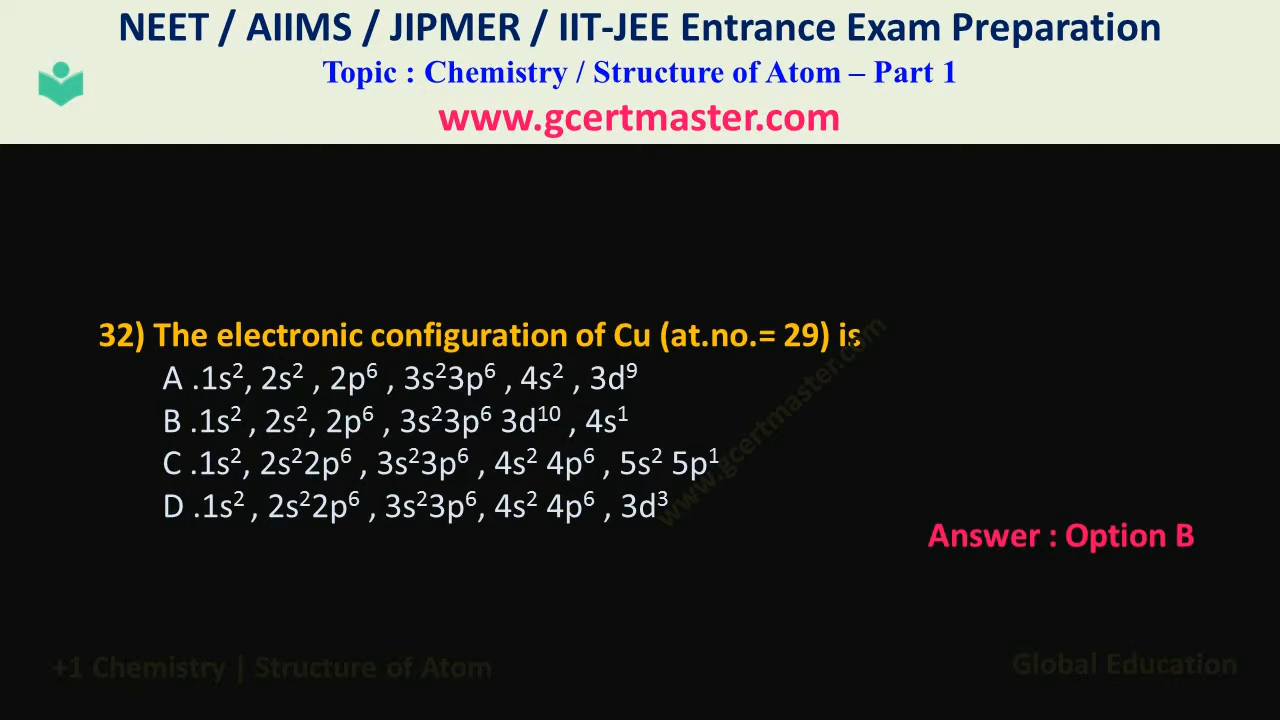 NEET / AIIMS / JIPMER / IIT-JEE Entrance Exam Preparation
Topic : Chemistry / Structure of Atom – Part 1
www.gcertmaster.com
32) The electronic configuration of Cu (at.no.= 29) is
A .1s², 2s² , 2p⁶ , 3s²3p⁶ , 4s² , 3d⁹
B .1s² , 2s², 2p⁶ , 3s²3p⁶ 3d¹⁰ , 4s¹
C .1s², 2s²2p⁶ , 3s²3p⁶ , 4s² 4p⁶ , 5s² 5p¹
D .1s² , 2s²2p⁶ , 3s²3p⁶, 4s² 4p⁶ , 3d³
www.gcertmaster.com
Answer : Option B
+1 Chemistry | Structure of Atom
Global Education